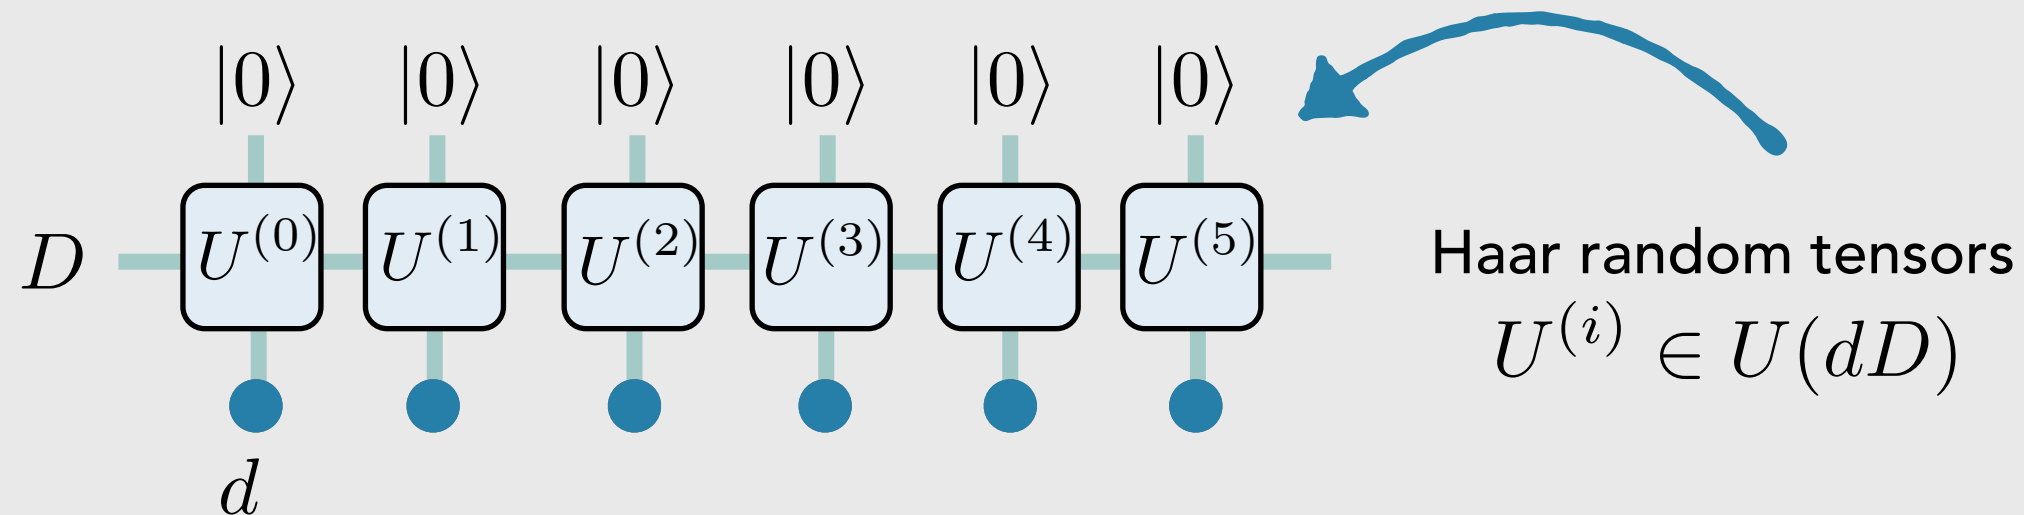 |0⟩ |0⟩ |0⟩ |0⟩ |0⟩ |0⟩
D U^{(0)} U^{(1)} U^{(2)} U^{(3)} U^{(4)} U^{(5)}
Haar random tensors
U^{(i)} ∈ U(dD)
d